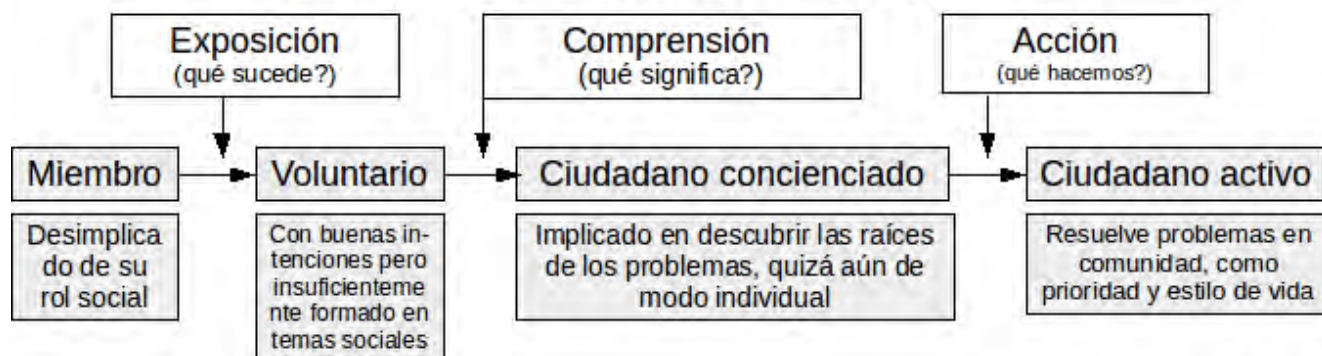 Exposición
(qué sucede?)
Comprensión
(qué significa?)
Acción
(qué hacemos?)
Miembro
Voluntario
Ciudadano concienciado
Ciudadano activo
Desimplica
do de su
rol social
Con buenas in-
tenciones pero
insuficienteme
nte formado en
temas sociales
Implicado en descubrir las raíces
de los problemas, quizá aún de
modo individual
Resuelve problemas en
comunidad, como
prioridad y estilo de vida